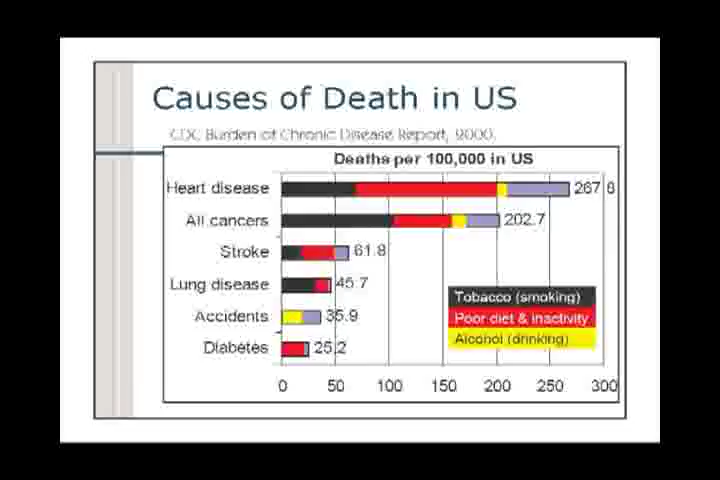 Causes of Death in US
CDC Burden of Chronic Disease Report, 2000.
Deaths per 100,000 in US
Heart disease 267.8
All cancers 202.7
Stroke 61.8
Lung disease 45.7
Accidents 35.9
Diabetes 25.2
Tobacco (smoking)
Poor diet & inactivity
Alcohol (drinking)
0 50 100 150 200 250 300